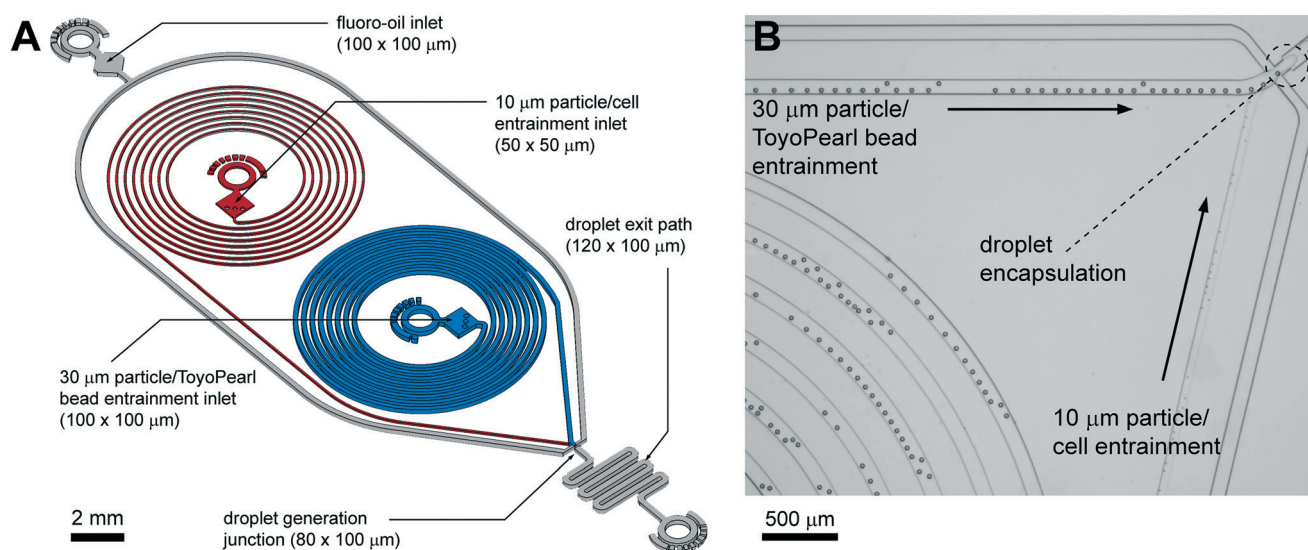 A
fluoro-oil inlet
(100 x 100 μm)
10 μm particle/cell
entrainment inlet
(50 x 50 μm)
droplet exit path
(120 x 100 μm)
30 μm particle/ToyoPearl
bead entrainment inlet
(100 x 100 μm)
droplet generation
junction (80 x 100 μm)
2 mm
B
30 μm particle/
ToyoPearl bead
entrainment
droplet
encapsulation
10 μm particle/
cell entrainment
500 μm